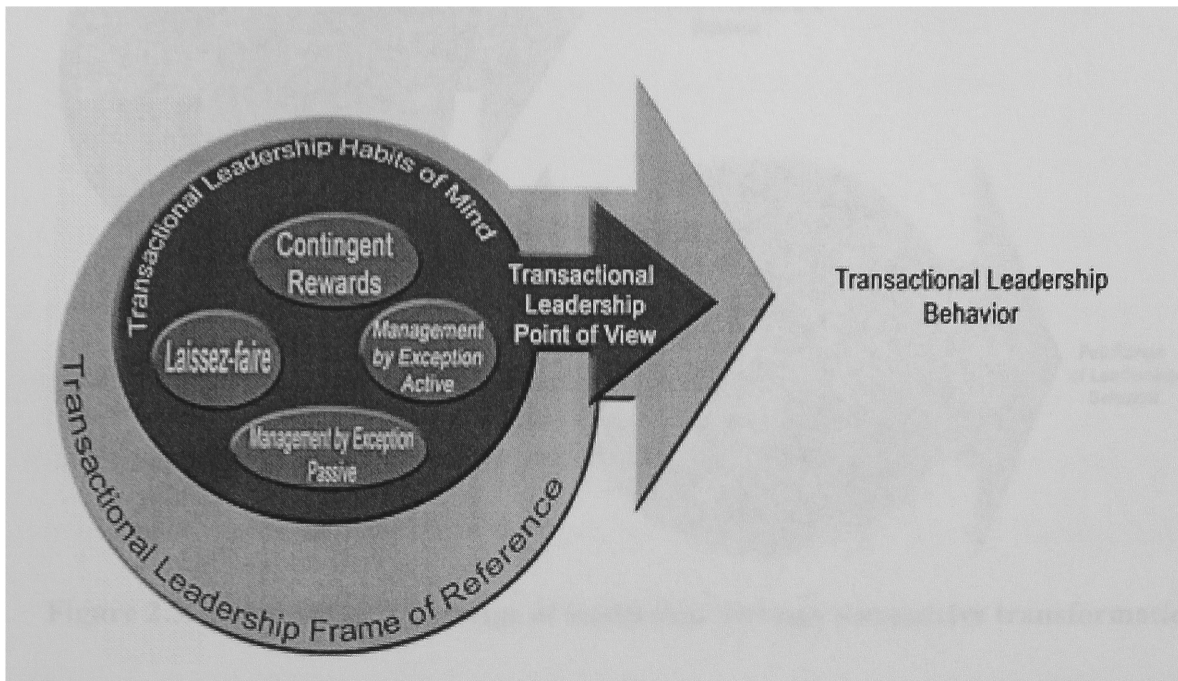 Transactional Leadership Habits of Mind
Contingent
Rewards
Laissez-faire
Management
by Exception
Active
Management by Exception
Passive
Transactional Leadership Frame of Reference
Transactional
Leadership
Point of View
Transactional Leadership
Behavior